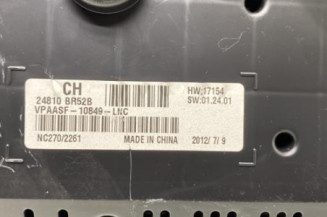 CH
HW:17154
24810 BR52B
SW:01.24.01
VPAASF-10849-LNC
NC270/2261
MADE IN CHINA
2012/7/9